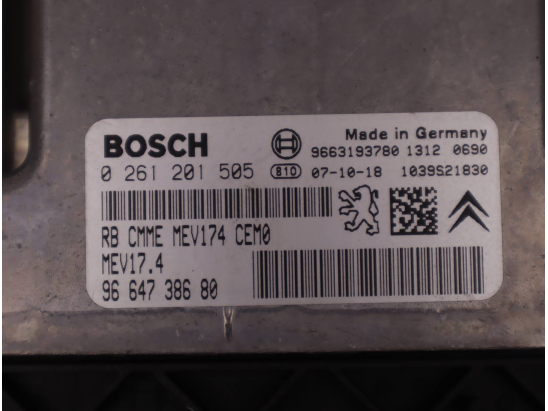 BOSCH
Made in Germany
9663193780 1312 0690
0 261 201 505 810 07-10-18 1039S21830
RB CMME MEV174 CEM0
MEV17.4
96 647 386 80